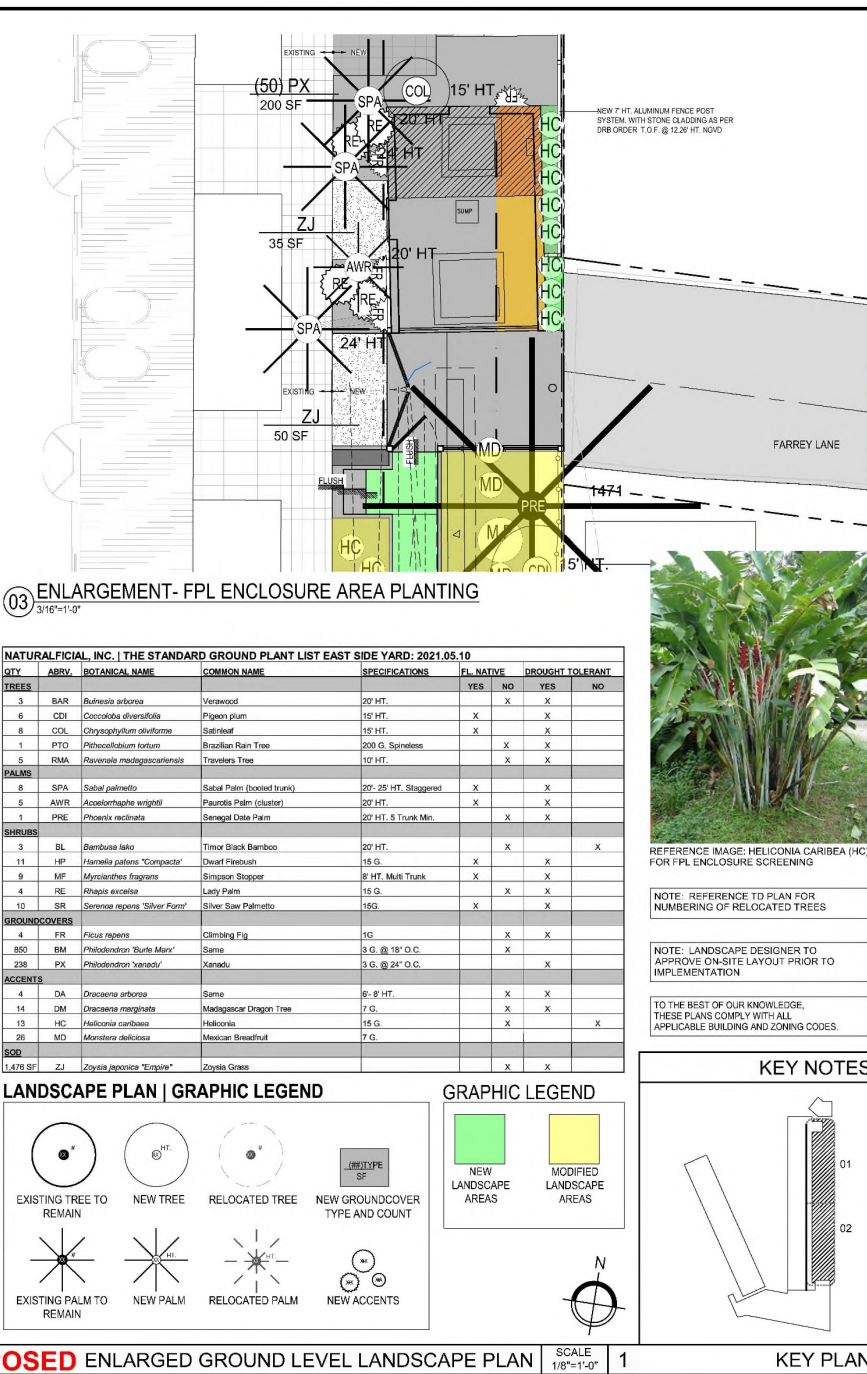 EXISTING NEW
(50) PX
200 SF
SPA
COL
15' HT
FR
NEW 7' HT. ALUMINUM FENCE POST
SYSTEM. WITH STONE CLADDING AS PER
DRB ORDER T.O.F. @ 12.26' HT. NGVD
RE
20' HT
HC
RE
FR
HC
SPA
HC
HC
SUMP
HC
ZJ
35 SF
20' HT
HC
AWR
FR
RE
RE
HC
FR
HC
SPA
24' HT
EXISTING NEW
ZJ
50 SF
FARREY LANE
FLUSH
MD
FLUSH
MD
1471
PRE
HC
HC
CDI
15' HT.
03 ENLARGEMENT- FPL ENCLOSURE AREA PLANTING
3/16"=1'-0"
NATURALFICIAL, INC. | THE STANDARD GROUND PLANT LIST EAST SIDE YARD: 2021.05.10
QTY ABRV. BOTANICAL NAME COMMON NAME SPECIFICATIONS FL. NATIVE DROUGHT TOLERANT
TREES YES NO YES NO
3 BAR Bulnesia arborea Verawood 20' HT. X X
6 CDI Coccoloba diversifolia Pigeon plum 15' HT. X X
8 COL Chrysophyllum oliviforme Satinleaf 15' HT. X X
1 PTO Pithecellobium tortum Brazilian Rain Tree 200 G. Spineless X X
5 RMA Ravenale madagascariensis Travelers Tree 10' HT. X X
PALMS
8 SPA Sabal palmetto Sabal Palm (booted trunk) 20'- 25' HT. Staggered X X
5 AWR Acoelorrhaphe wrightii Paurotis Palm (cluster) 20' HT. X X
1 PRE Phoenix reclinata Senegal Date Palm 20' HT. 5 Trunk Min. X X
SHRUBS
3 BL Bambusa lako Timor Black Bamboo 20' HT. X X
11 HP Hamelia patens "Compacta' Dwarf Firebush 15 G. X X
9 MF Myrcianthes fragrans Simpson Stopper 8' HT. Multi Trunk X X
4 RE Rhapis excelsa Lady Palm 15 G. X X
10 SR Serenoa repens 'Silver Form' Silver Saw Palmetto 15G. X X
GROUNDCOVERS
4 FR Ficus repens Climbing Fig 1G X X
850 BM Philodendron 'Burle Marx' Same 3 G. @ 18" O.C. X
238 PX Philodendron 'xanadu' Xanadu 3 G. @ 24" O.C. X
ACCENTS
4 DA Dracaena arborea Same 6'- 8' HT. X X
14 DM Dracaena marginata Madagascar Dragon Tree 7 G. X X
13 HC Heliconia caribaea Heliconia 15 G. X X
26 MD Monstera deliciosa Mexican Breadfruit 7 G.
SOD
1,476 SF ZJ Zoysia japonica "Empire" Zoysia Grass X X
REFERENCE IMAGE: HELICONIA CARIBEA (HC)
FOR FPL ENCLOSURE SCREENING
NOTE: REFERENCE TD PLAN FOR
NUMBERING OF RELOCATED TREES
NOTE: LANDSCAPE DESIGNER TO
APPROVE ON-SITE LAYOUT PRIOR TO
IMPLEMENTATION
TO THE BEST OF OUR KNOWLEDGE,
THESE PLANS COMPLY WITH ALL
APPLICABLE BUILDING AND ZONING CODES.
LANDSCAPE PLAN | GRAPHIC LEGEND
#
HT.
#
(##)TYPE
SF
EXISTING TREE TO
REMAIN
NEW TREE
RELOCATED TREE
NEW GROUNDCOVER
TYPE AND COUNT
#
HT.
HT.
EXISTING PALM TO
REMAIN
NEW PALM
RELOCATED PALM
NEW ACCENTS
GRAPHIC LEGEND
NEW
LANDSCAPE
AREAS
MODIFIED
LANDSCAPE
AREAS
N
KEY NOTES
01
02
OSED ENLARGED GROUND LEVEL LANDSCAPE PLAN
SCALE
1/8"=1'-0"
1
KEY PLAN